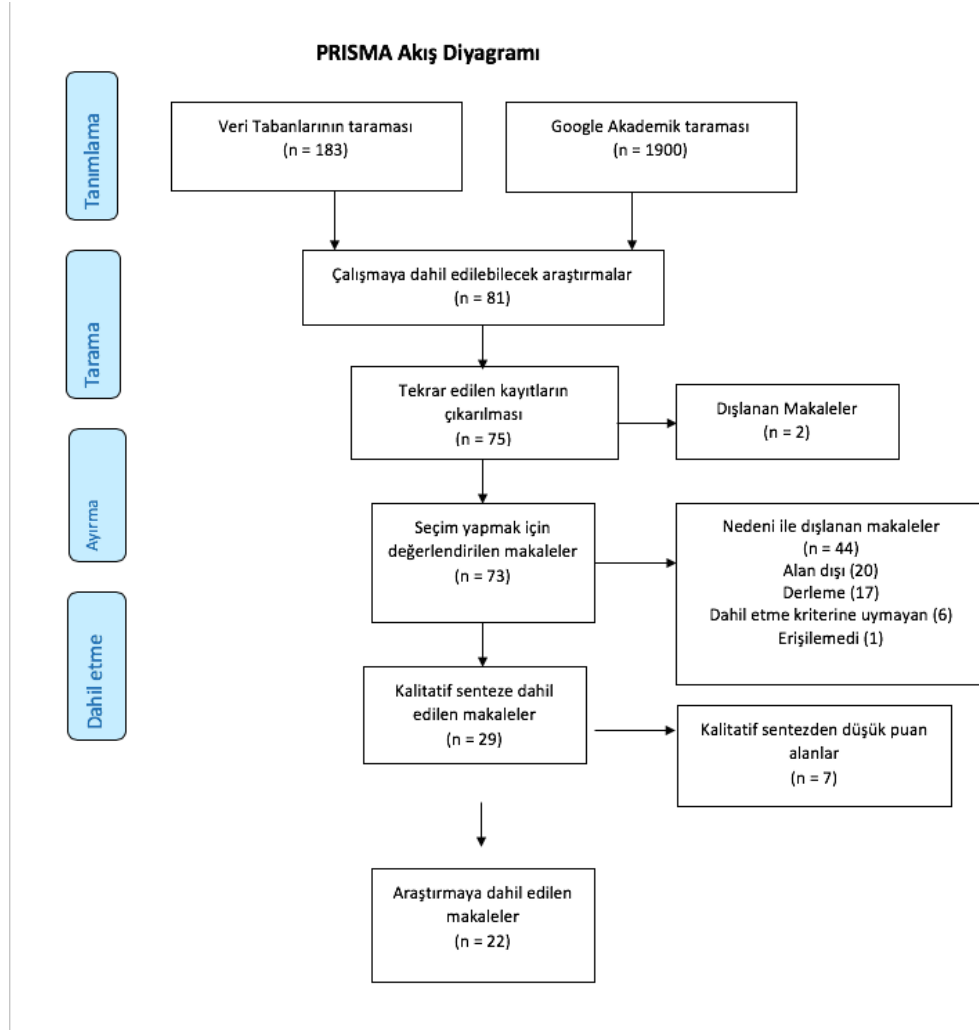 PRISMA Akış Diyagramı
Tanımlama
Veri Tabanlarının taraması
(n = 183)
Google Akademik taraması
(n = 1900)
Tarama
Çalışmaya dahil edilebilecek araştırmalar
(n = 81)
Tekrar edilen kayıtların
çıkarılması
(n = 75)
Dışlanan Makaleler
(n = 2)
Ayırma
Seçim yapmak için
değerlendirilen makaleler
(n = 73)
Nedeni ile dışlanan makaleler
(n = 44)
Alan dışı (20)
Derleme (17)
Dahil etme kriterine uymayan (6)
Erişilemedi (1)
Dahil etme
Kalitatif senteze dahil
edilen makaleler
(n = 29)
Kalitatif sentezden düşük puan
alanlar
(n = 7)
Araştırmaya dahil edilen
makaleler
(n = 22)